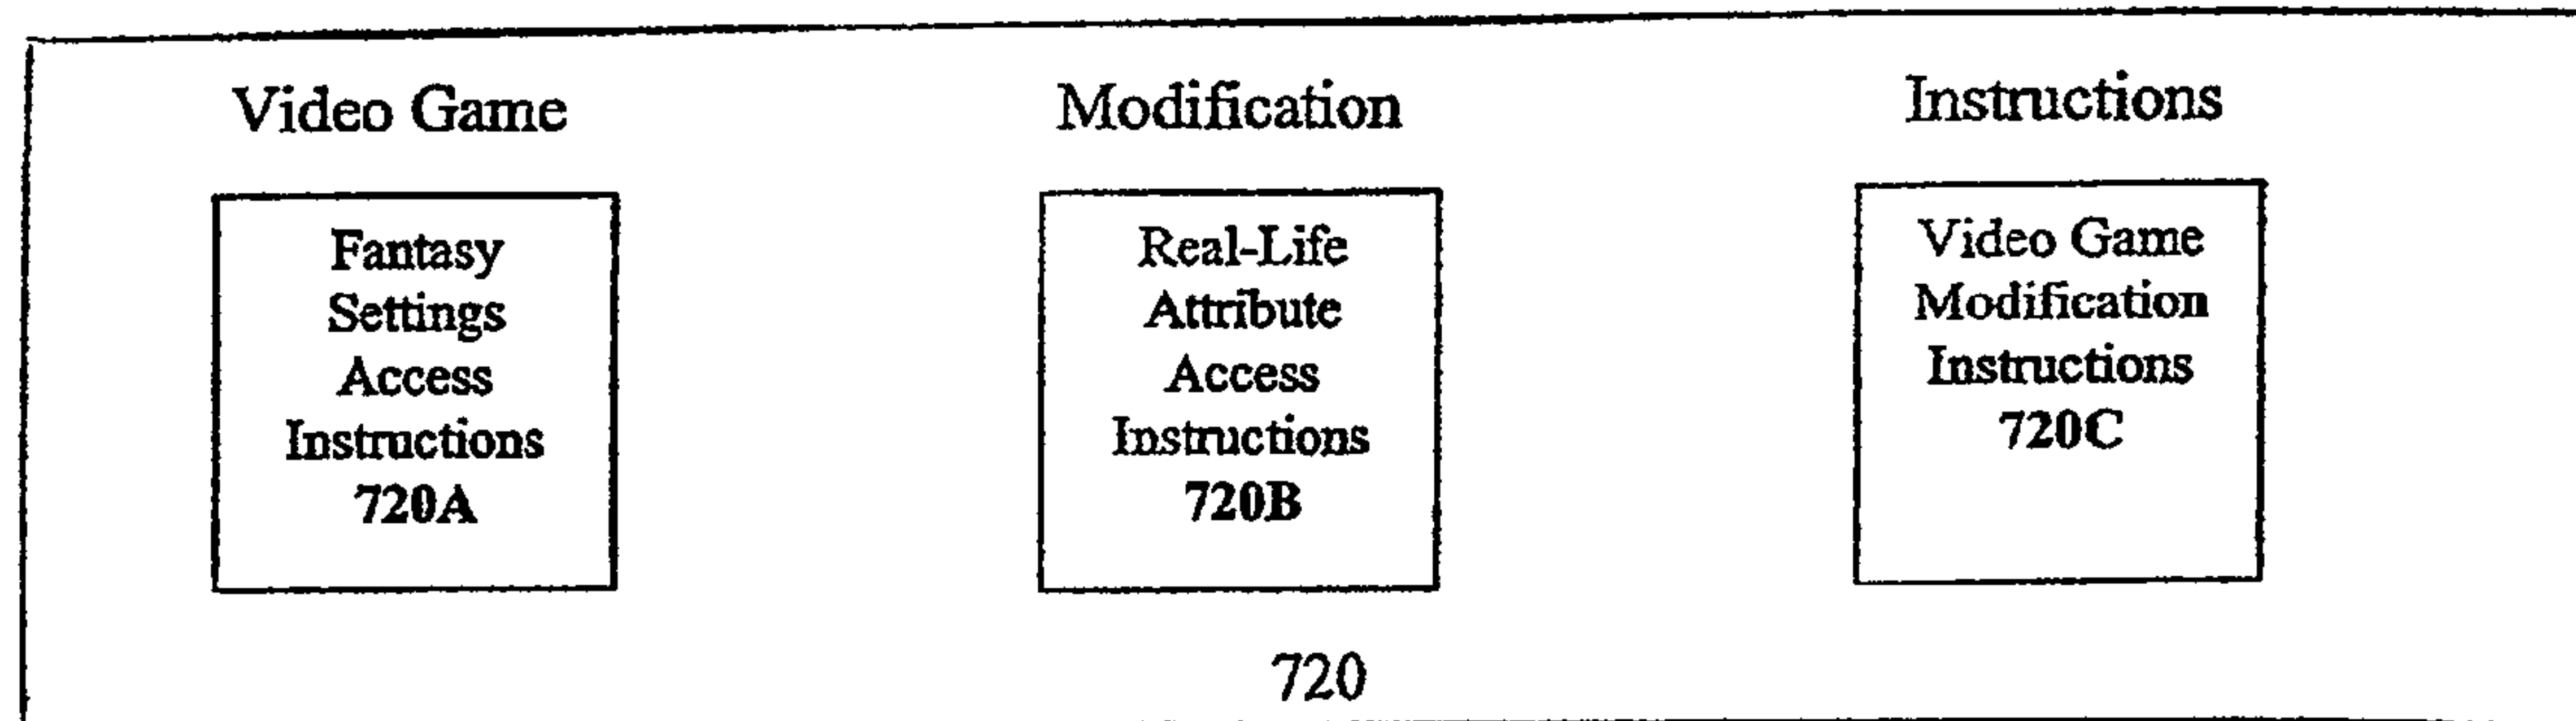 Video Game Modification Instructions
Fantasy
Settings
Access
Instructions
720A
Real-Life
Attribute
Access
Instructions
720B
Video Game
Modification
Instructions
720C
720